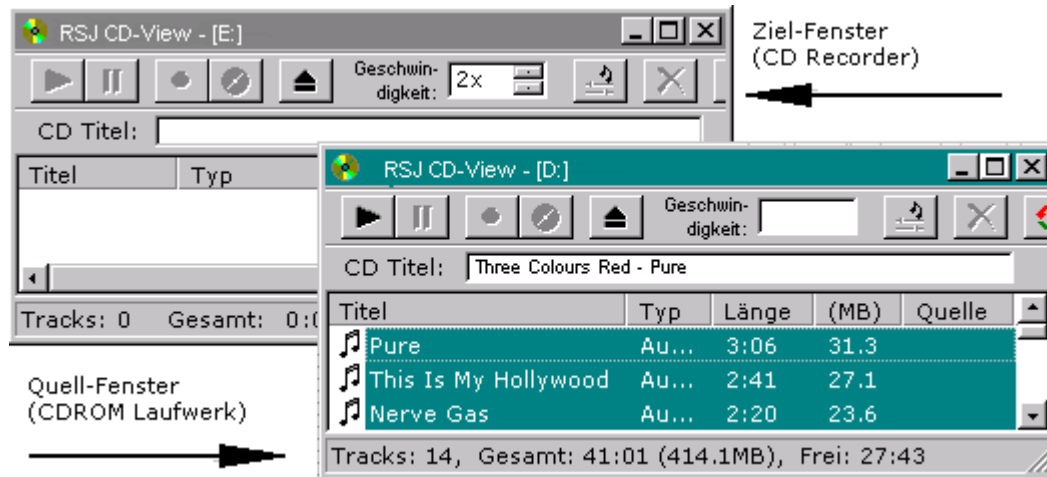 RSJ CD-View - [E:]
Ziel-Fenster
(CD Recorder)
Geschwin-
digkeit: 2x
CD Titel:
Titel Typ
Tracks: 0 Gesamt:
RSJ CD-View - [D:]
Geschwin-
digkeit:
CD Titel: Three Colours Red - Pure
Titel Typ Länge (MB) Quelle
Pure Au... 3:06 31.3
This Is My Hollywood Au... 2:41 27.1
Nerve Gas Au... 2:20 23.6
Tracks: 14, Gesamt: 41:01 (414.1MB), Frei: 27:43
Quell-Fenster
(CDROM Laufwerk)